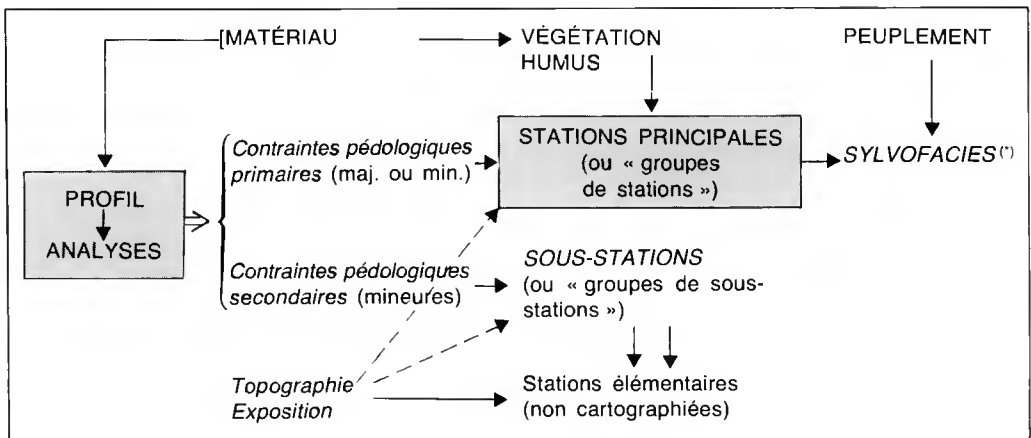 [MATÉRIAU
VÉGÉTATION
HUMUS
PEUPLEMENT
Contraintes pédologiques
primaires (maj. ou min.)
STATIONS PRINCIPALES
(ou « groupes
de stations »)
SYLVOFACIES(*)
PROFIL
ANALYSES
Contraintes pédologiques
secondaires (mineures)
SOUS-STATIONS
(ou « groupes de sous-
stations »)
Topographie
Exposition
Stations élémentaires
(non cartographiées)